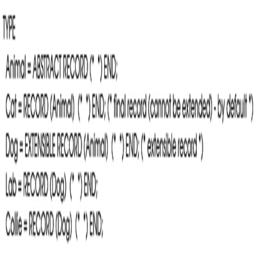 TYPE
Animal = ABSTRACT RECORD (* *) END;
Cat = RECORD (Animal) (* *) END; (* final record (cannot be extended) - by default *)
Dog = EXTENSIBLE RECORD (Animal) (* *) END; (* extensible record *)
Lab = RECORD (Dog) (* *) END;
Collie = RECORD (Dog) (* *) END;